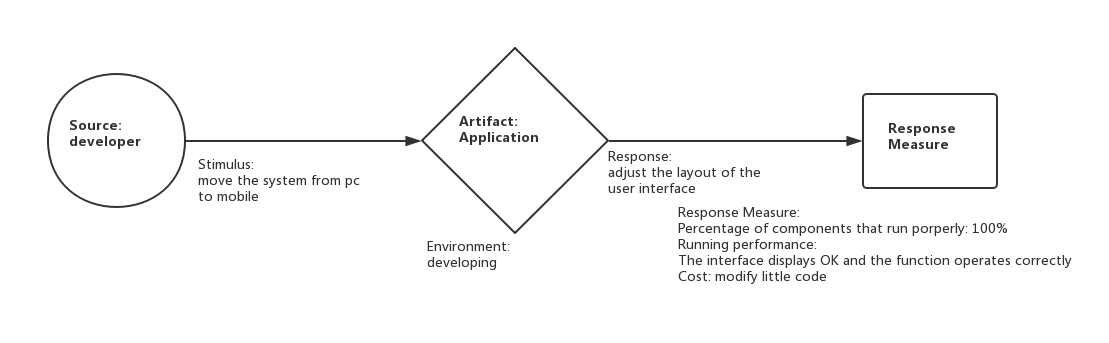 Source:
developer
Stimulus:
move the system from pc
to mobile
Artifact:
Application
Environment:
developing
Response:
adjust the layout of the
user interface
Response
Measure
Response Measure:
Percentage of components that run porperly: 100%
Running performance:
The interface displays OK and the function operates correctly
Cost: modify little code